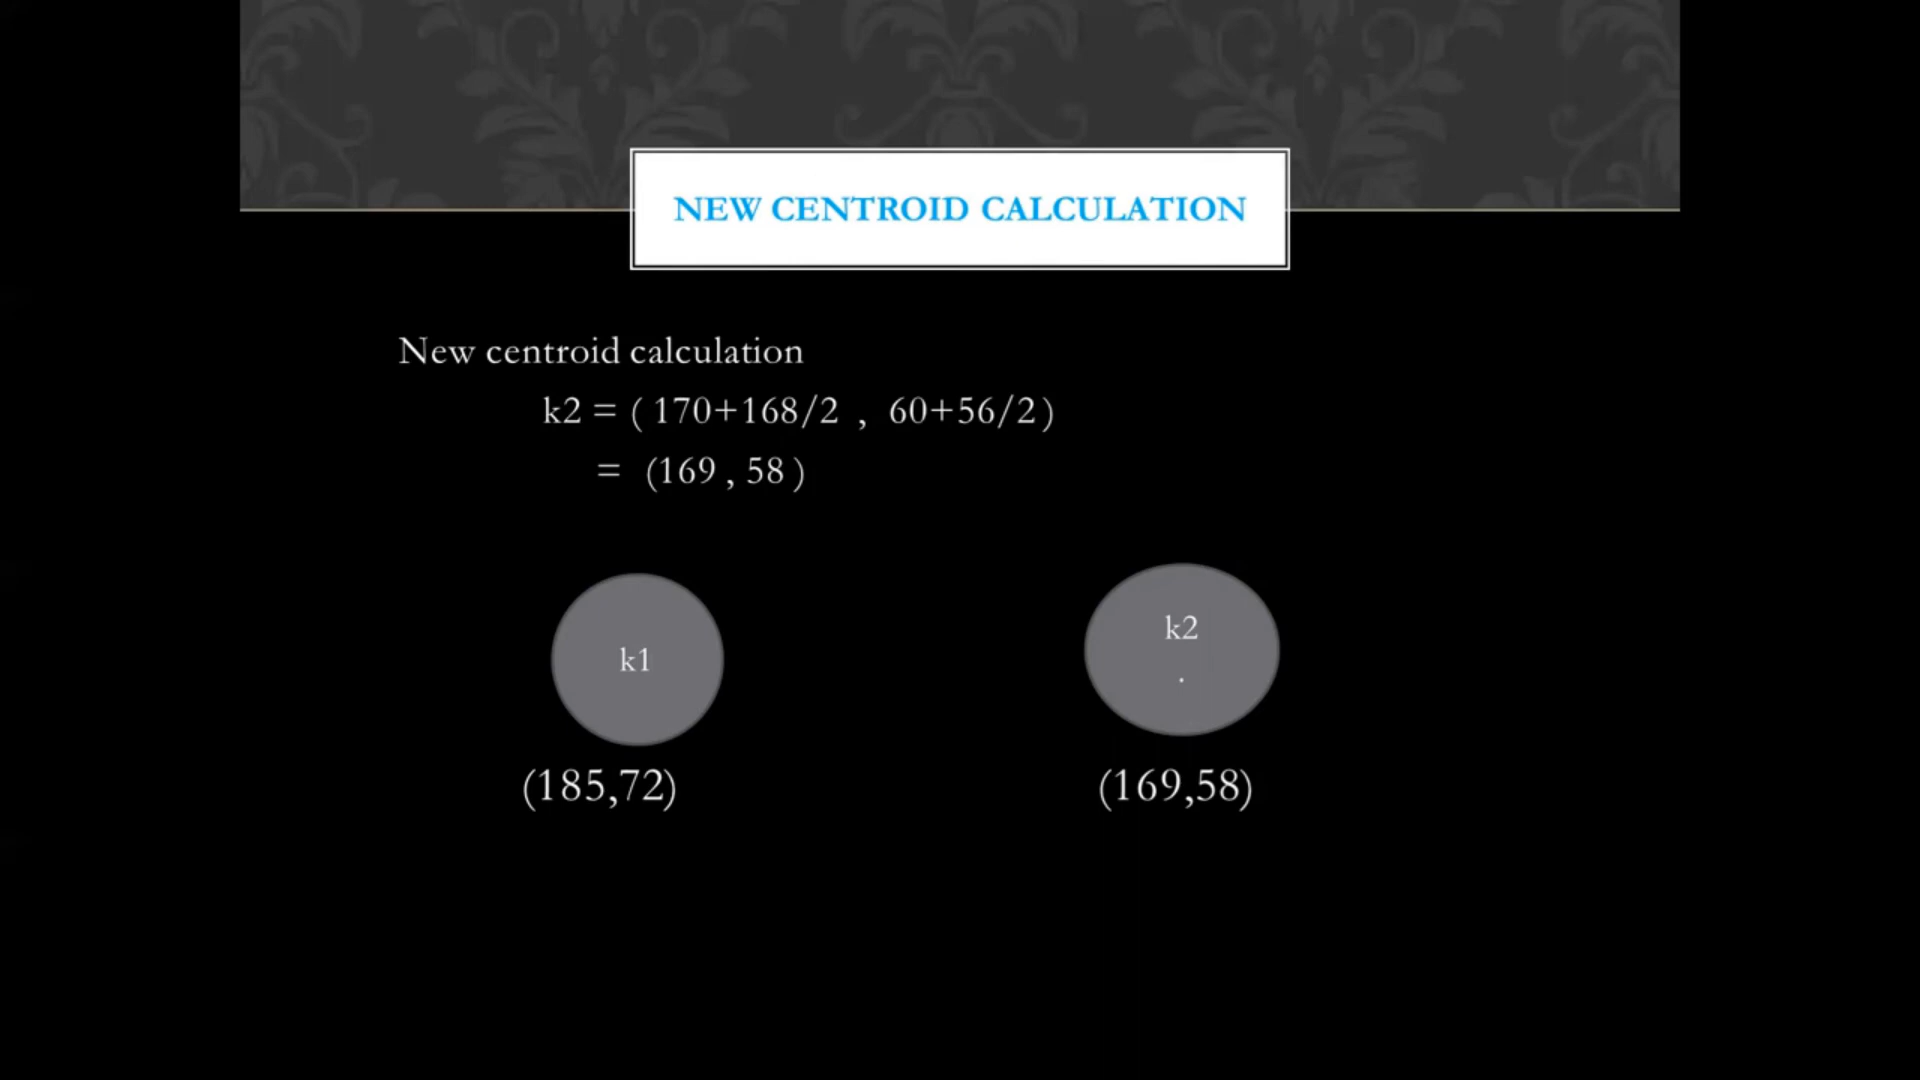 NEW CENTROID CALCULATION
New centroid calculation
k2 = ( 170+168/2 , 60+56/2 )
= (169 , 58 )
k1
k2
.
(185,72)
(169,58)